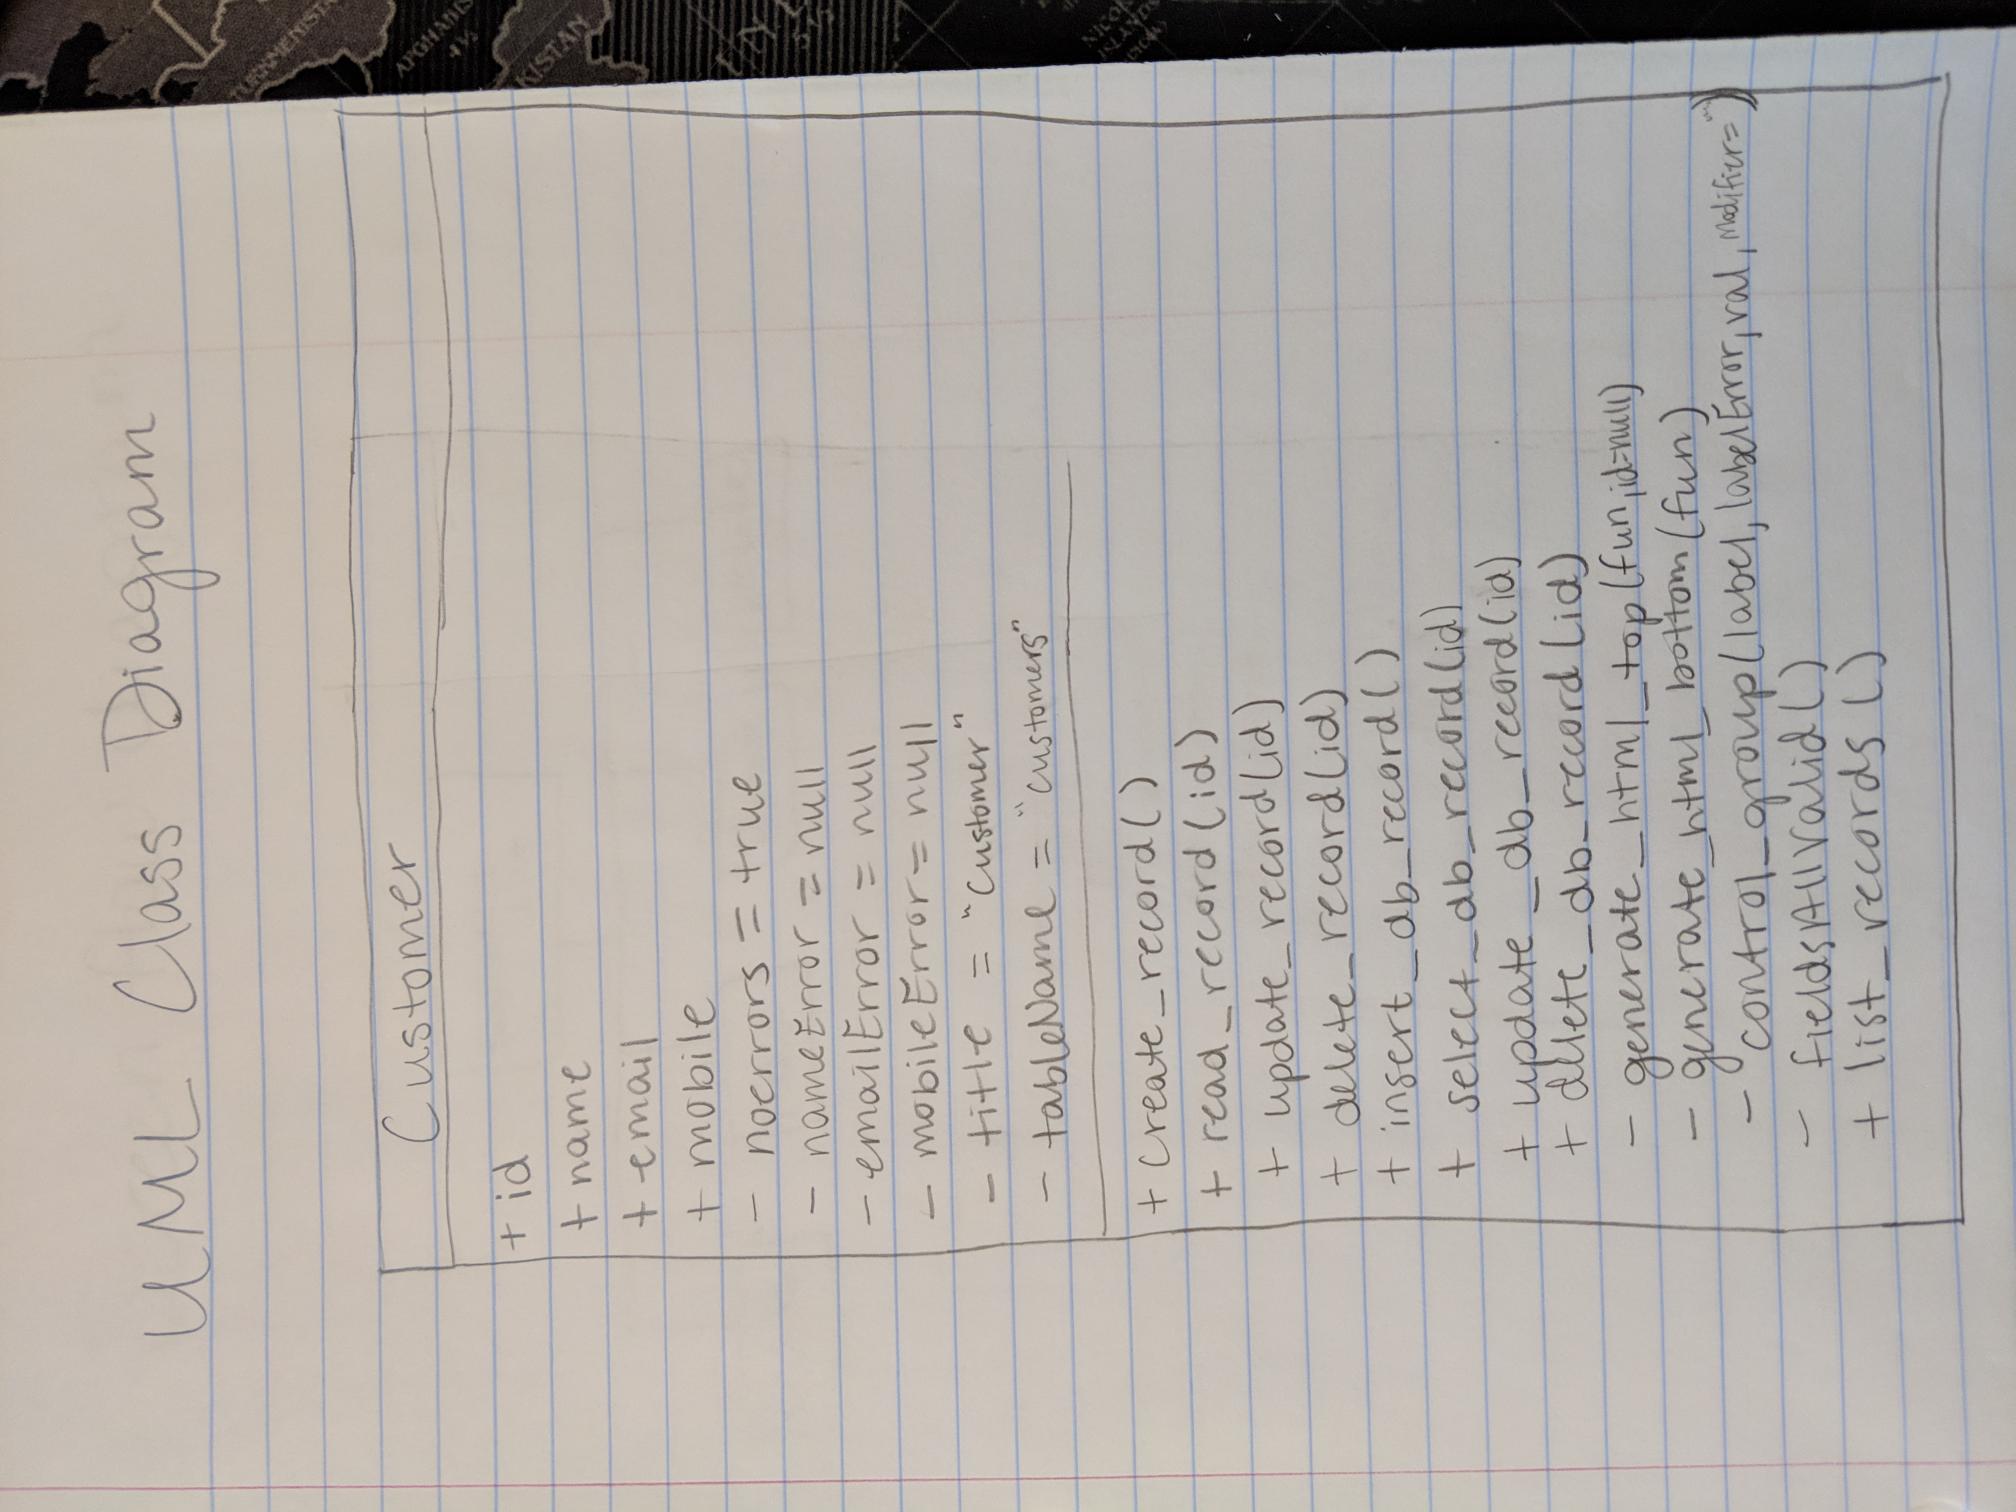 UML Class Diagram
Customer
+ id
+ name
+ email
+ mobile
- noerrors = true
- nameError = null
- emailError = null
- mobileError = null
- title = "Customer"
- tableName = "customers"
+ create_record()
+ read_record(id)
+ update_record(id)
+ delete_record(id)
+ insert_db_record()
+ select_db_record(id)
+ update_db_record(id)
+ delete_db_record(id)
- generate_html_top(fun,id=null)
- generate_html_bottom(fun)
- control_group(label, labelError, val, modifier="")
- fieldsAllValid()
+ list_records()
KISTAN